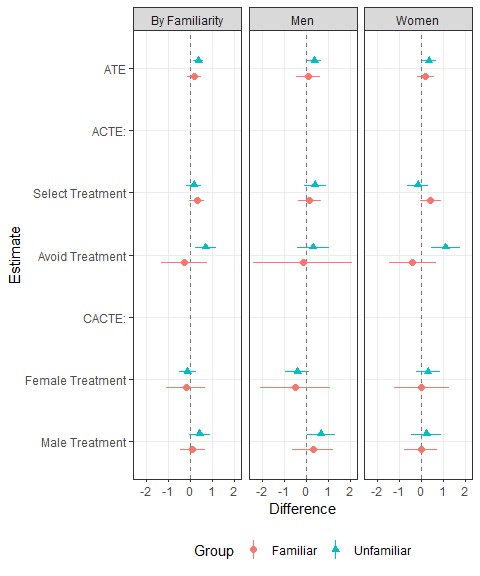 By Familiarity Men Women
ATE
ACTE:
Select Treatment
Avoid Treatment
CACTE:
Female Treatment
Male Treatment
Estimate
-2 -1 0 1 2 -2 -1 0 1 2 -2 -1 0 1 2
Difference
Group Familiar Unfamiliar